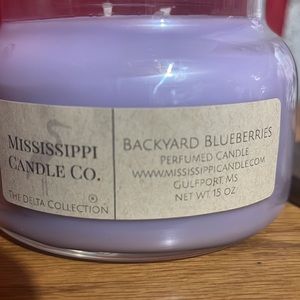 Mississippi
Candle Co.
The Delta Collection
Backyard Blueberries
Perfumed Candle
www.mississippicandle.com
Gulfport, MS
Net Wt 15 oz